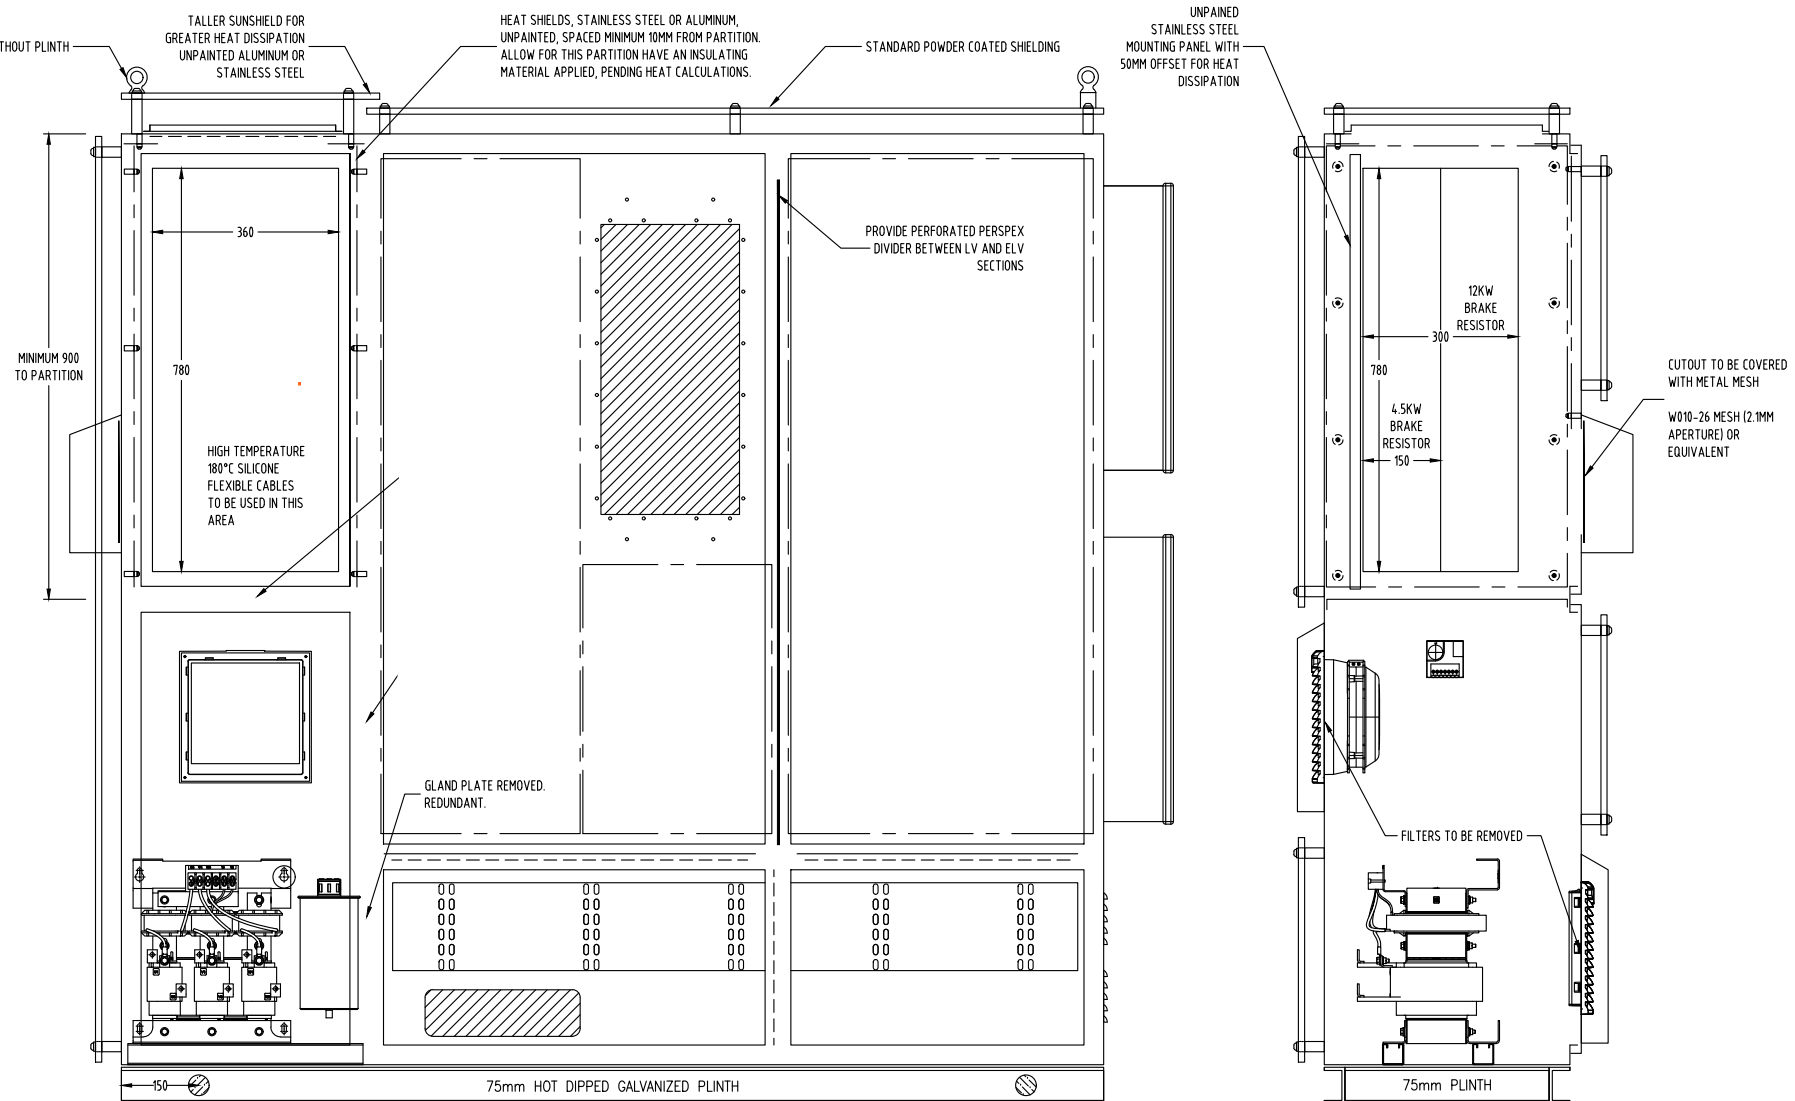 THOUT PLINTH
TALLER SUNSHIELD FOR
GREATER HEAT DISSIPATION
UNPAINTED ALUMINUM OR
STAINLESS STEEL
HEAT SHIELDS, STAINLESS STEEL OR ALUMINUM,
UNPAINTED, SPACED MINIMUM 10MM FROM PARTITION.
ALLOW FOR THIS PARTITION HAVE AN INSULATING
MATERIAL APPLIED, PENDING HEAT CALCULATIONS.
STANDARD POWDER COATED SHIELDING
UNPAINED
STAINLESS STEEL
MOUNTING PANEL WITH
50MM OFFSET FOR HEAT
DISSIPATION
360
PROVIDE PERFORATED PERSPEX
DIVIDER BETWEEN LV AND ELV
SECTIONS
12KW
BRAKE
RESISTOR
300
MINIMUM 900
TO PARTITION
780
780
CUTOUT TO BE COVERED
WITH METAL MESH
W010-26 MESH (2.1MM
APERTURE) OR
EQUIVALENT
4.5KW
BRAKE
RESISTOR
150
HIGH TEMPERATURE
180°C SILICONE
FLEXIBLE CABLES
TO BE USED IN THIS
AREA
GLAND PLATE REMOVED.
REDUNDANT.
FILTERS TO BE REMOVED
150
75mm HOT DIPPED GALVANIZED PLINTH
75mm PLINTH